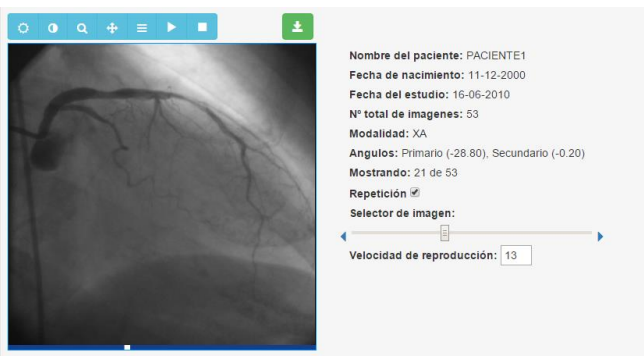 Nombre del paciente: PACIENTE1
Fecha de nacimiento: 11-12-2000
Fecha del estudio: 16-06-2010
Nº total de imagenes: 53
Modalidad: XA
Angulos: Primario (-28.80), Secundario (-0.20)
Mostrando: 21 de 53
Repetición
Selector de imagen:
Velocidad de reproducción: 13